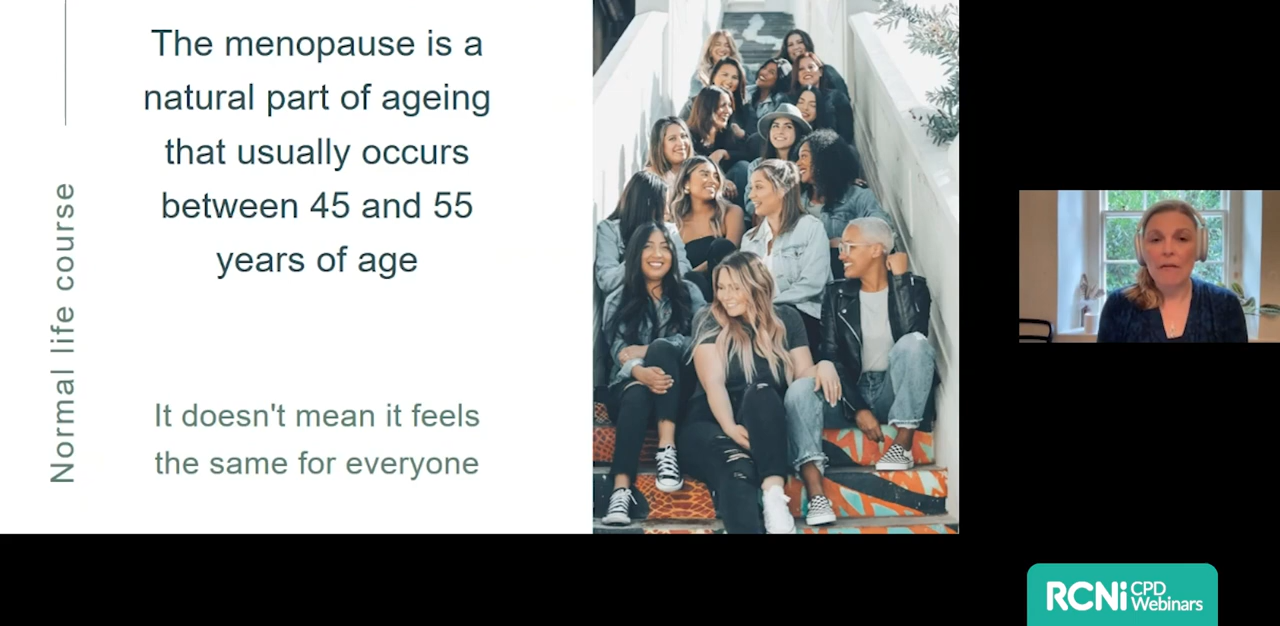 Normal life course
The menopause is a
natural part of ageing
that usually occurs
between 45 and 55
years of age
It doesn't mean it feels
the same for everyone
RCNi CPD
Webinars